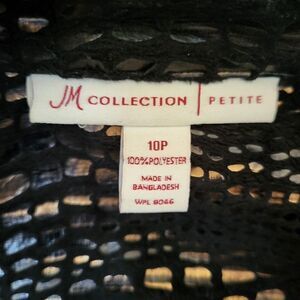 JM COLLECTION | PETITE
10P
100%POLYESTER
MADE IN
BANGLADESH
WPL 8066